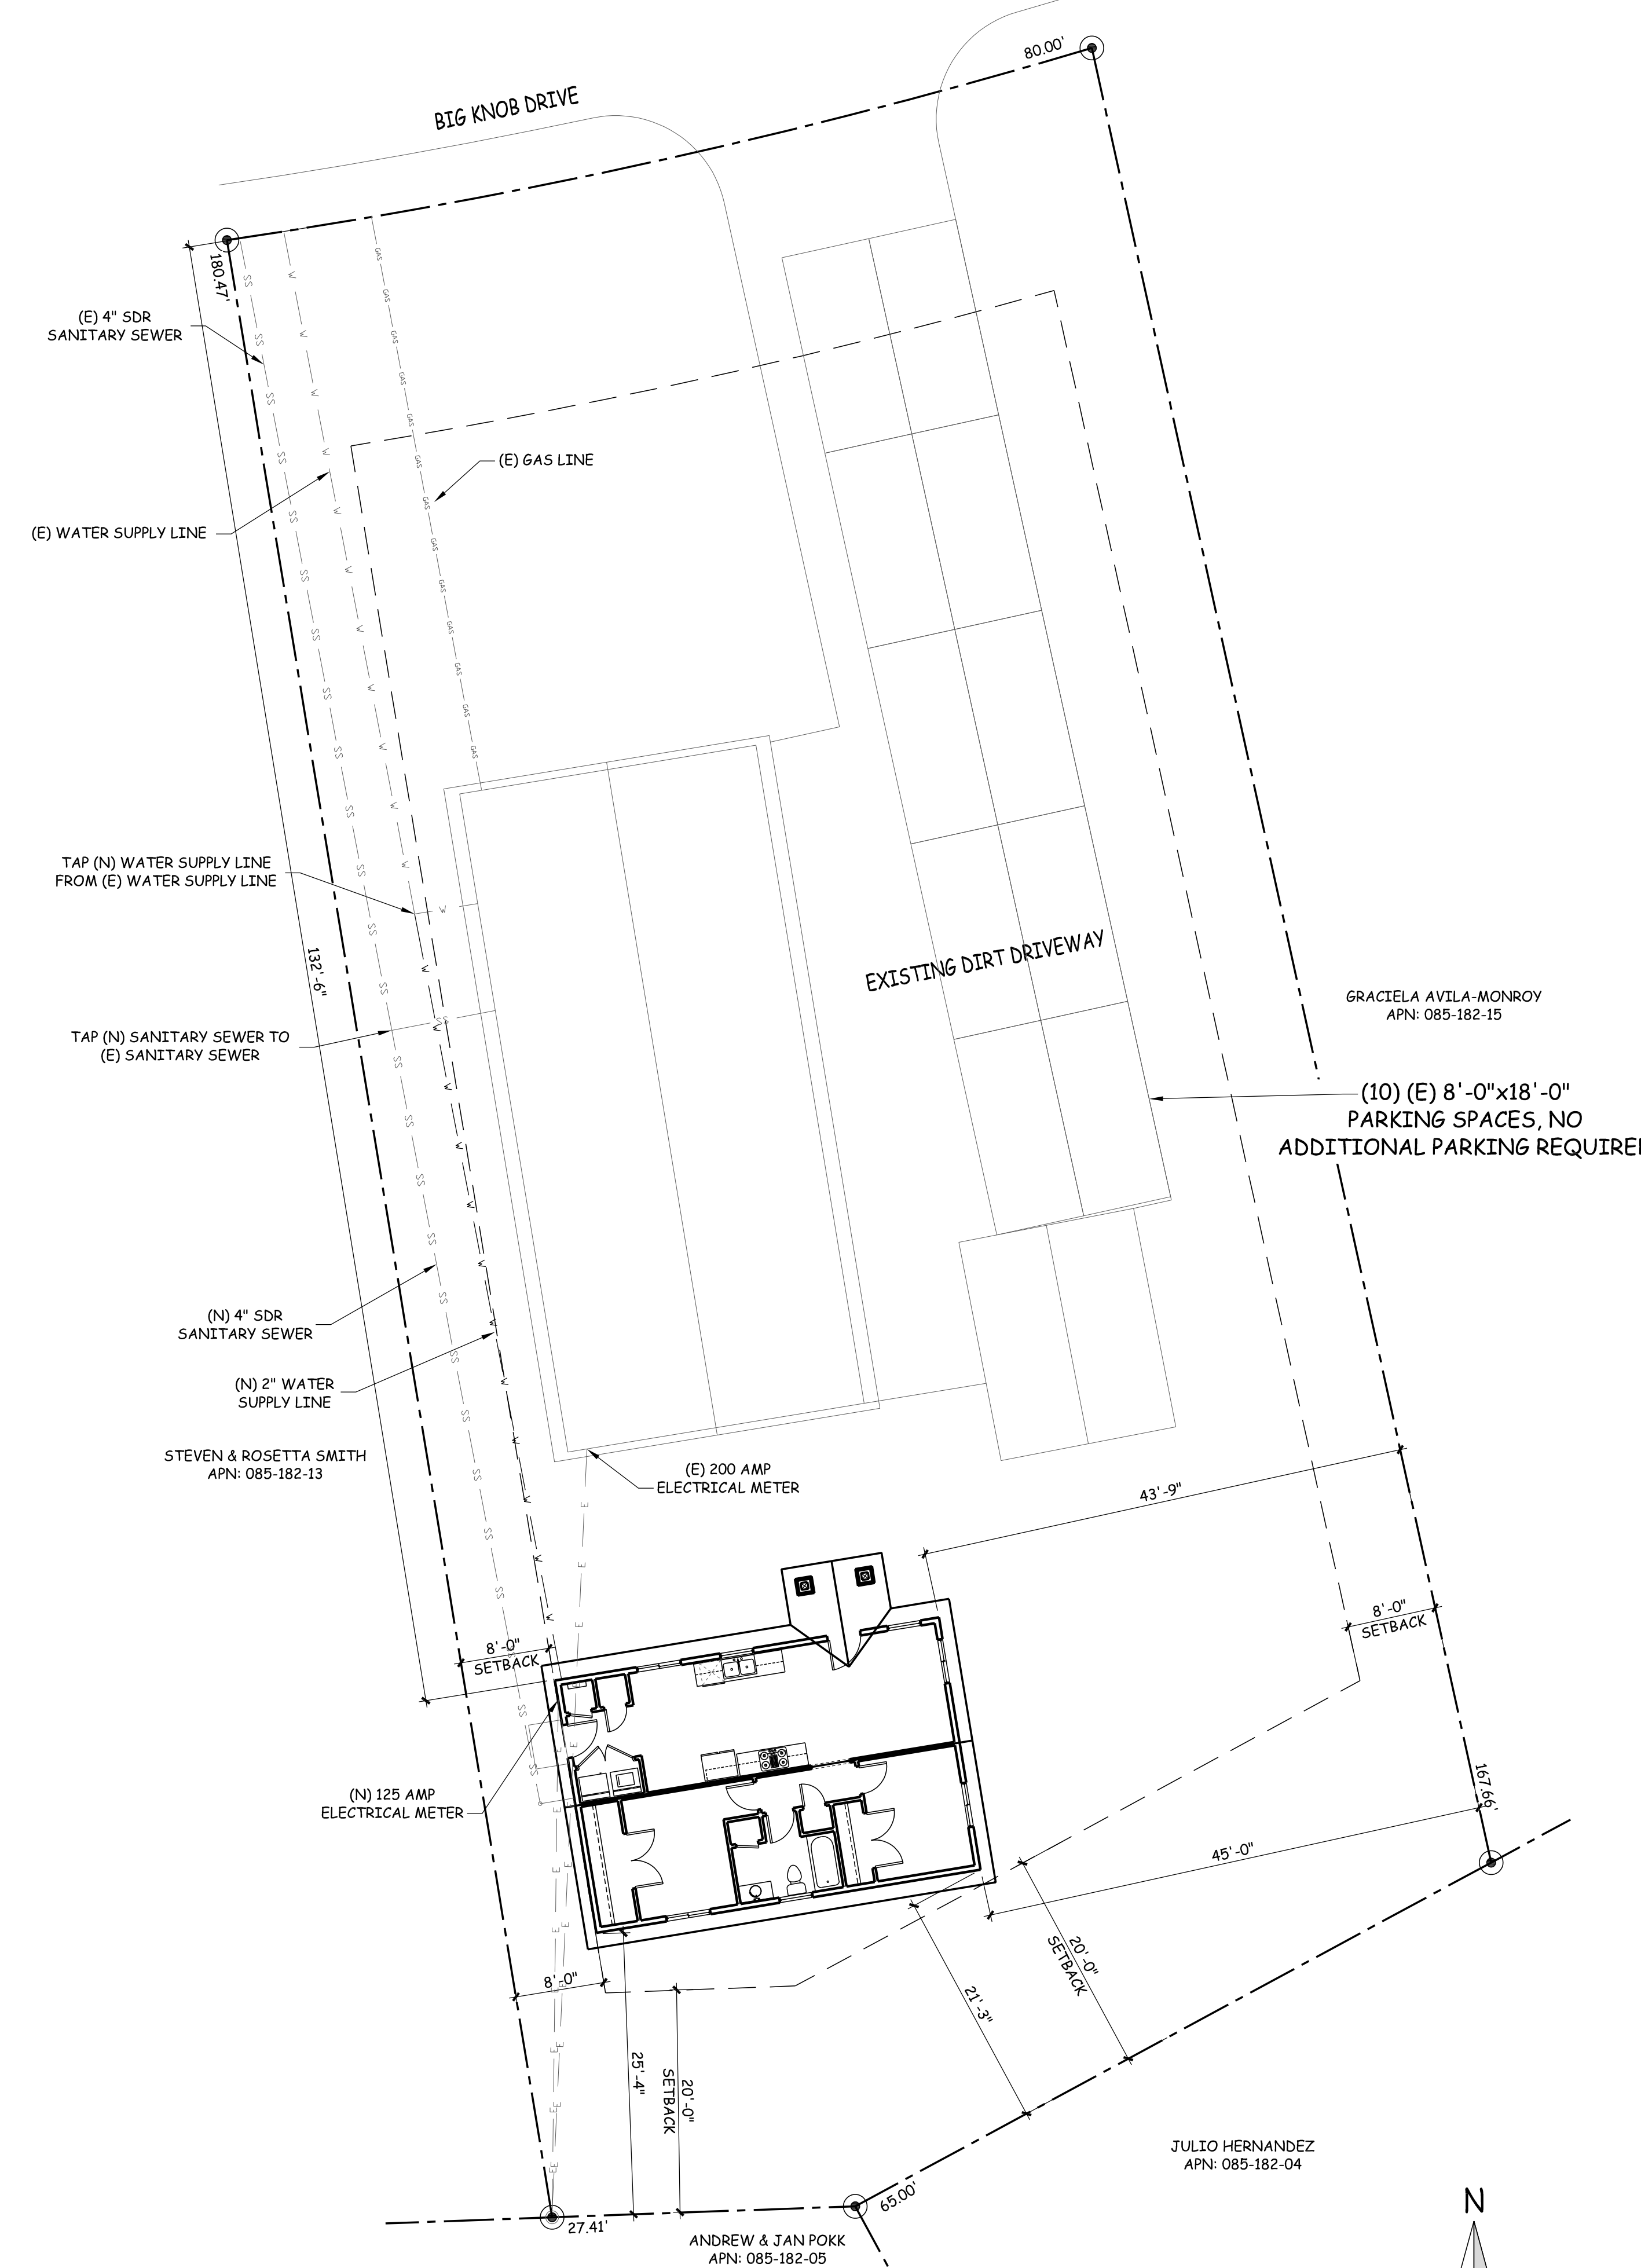 80.00'
BIG KNOB DRIVE
180.47'
(E) 4" SDR
SANITARY SEWER
(E) GAS LINE
(E) WATER SUPPLY LINE
TAP (N) WATER SUPPLY LINE
FROM (E) WATER SUPPLY LINE
132'-6"
EXISTING DIRT DRIVEWAY
GRACIELA AVILA-MONROY
APN: 085-182-15
TAP (N) SANITARY SEWER TO
(E) SANITARY SEWER
(10) (E) 8'-0"x18'-0"
PARKING SPACES, NO
ADDITIONAL PARKING REQUIRE
(N) 4" SDR
SANITARY SEWER
(N) 2" WATER
SUPPLY LINE
STEVEN & ROSETTA SMITH
APN: 085-182-13
(E) 200 AMP
ELECTRICAL METER
43'-9"
8'-0"
SETBACK
8'-0"
SETBACK
(N) 125 AMP
ELECTRICAL METER
167.66'
45'-0"
20'-0"
SETBACK
8'-0"
21'-3"
25'-4"
20'-0"
SETBACK
JULIO HERNANDEZ
APN: 085-182-04
65.00'
27.41'
ANDREW & JAN POKK
APN: 085-182-05
N
SS
W
GAS
E